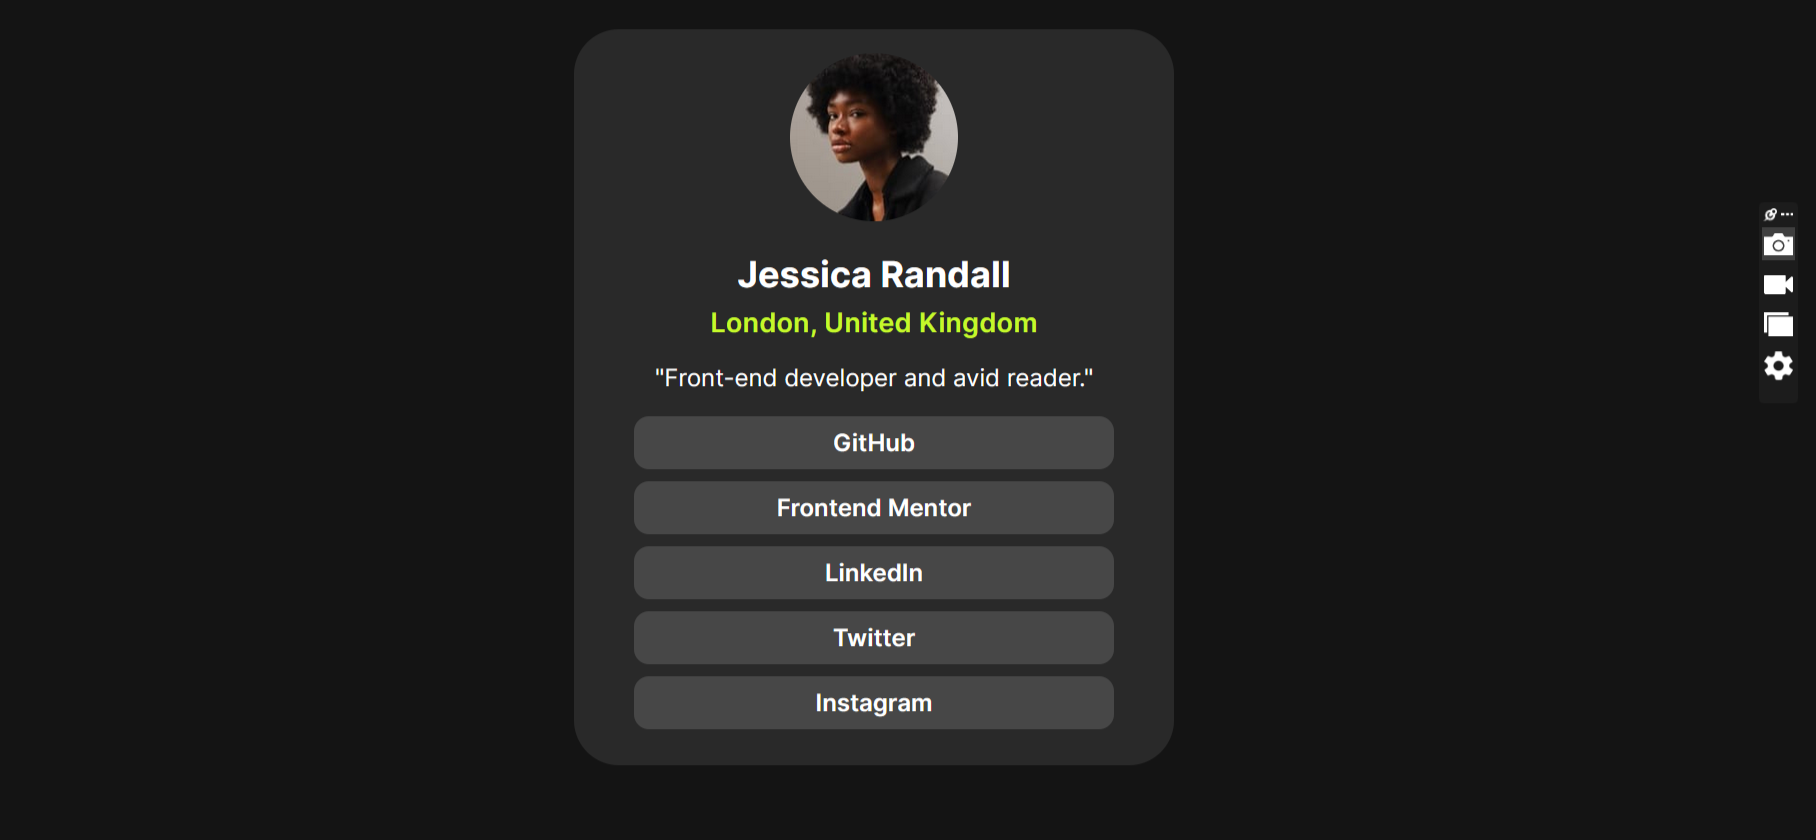 Jessica Randall
London, United Kingdom
"Front-end developer and avid reader."
GitHub
Frontend Mentor
LinkedIn
Twitter
Instagram